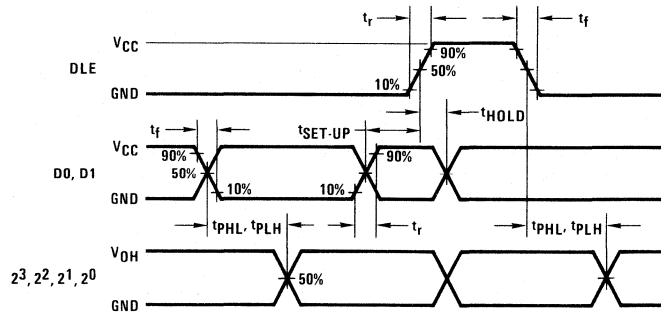 tr
tf
VCC
90%
DLE
50%
10%
GND
tHOLD
tf
tSET-UP
VCC
90%
90%
D0, D1
50%
10%
10%
GND
tPHL, tPLH
tr
tPHL, tPLH
VOH
2³, 2², 2¹, 2⁰
50%
GND